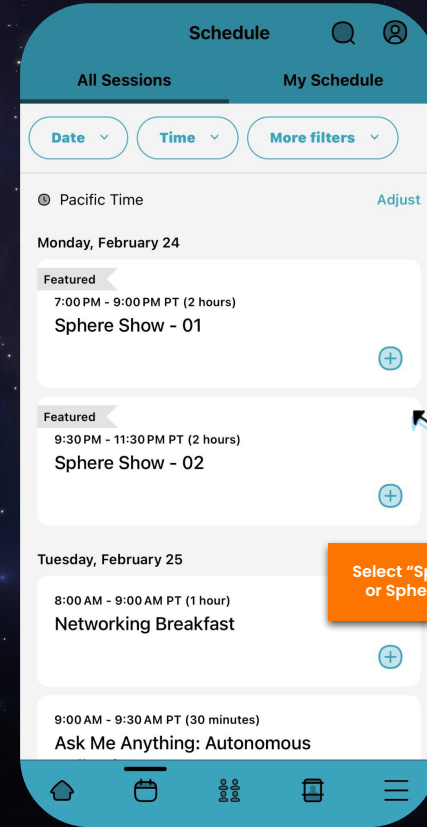 Schedule
All Sessions
My Schedule
Date
Time
More filters
Pacific Time
Adjust
Monday, February 24
Featured
7:00 PM - 9:00 PM PT (2 hours)
Sphere Show - 01
Featured
9:30 PM - 11:30 PM PT (2 hours)
Sphere Show - 02
Tuesday, February 25
Select "Sp
or Sphe
8:00 AM - 9:00 AM PT (1 hour)
Networking Breakfast
9:00 AM - 9:30 AM PT (30 minutes)
Ask Me Anything: Autonomous